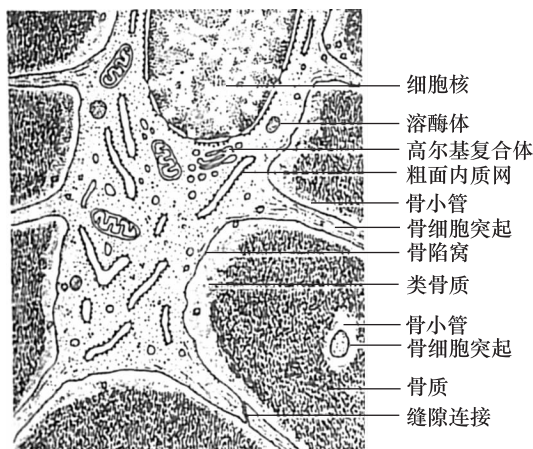 细胞核
溶酶体
高尔基复合体
粗面内质网
骨小管
骨细胞突起
骨陷窝
类骨质
骨小管
骨细胞突起
骨质
缝隙连接